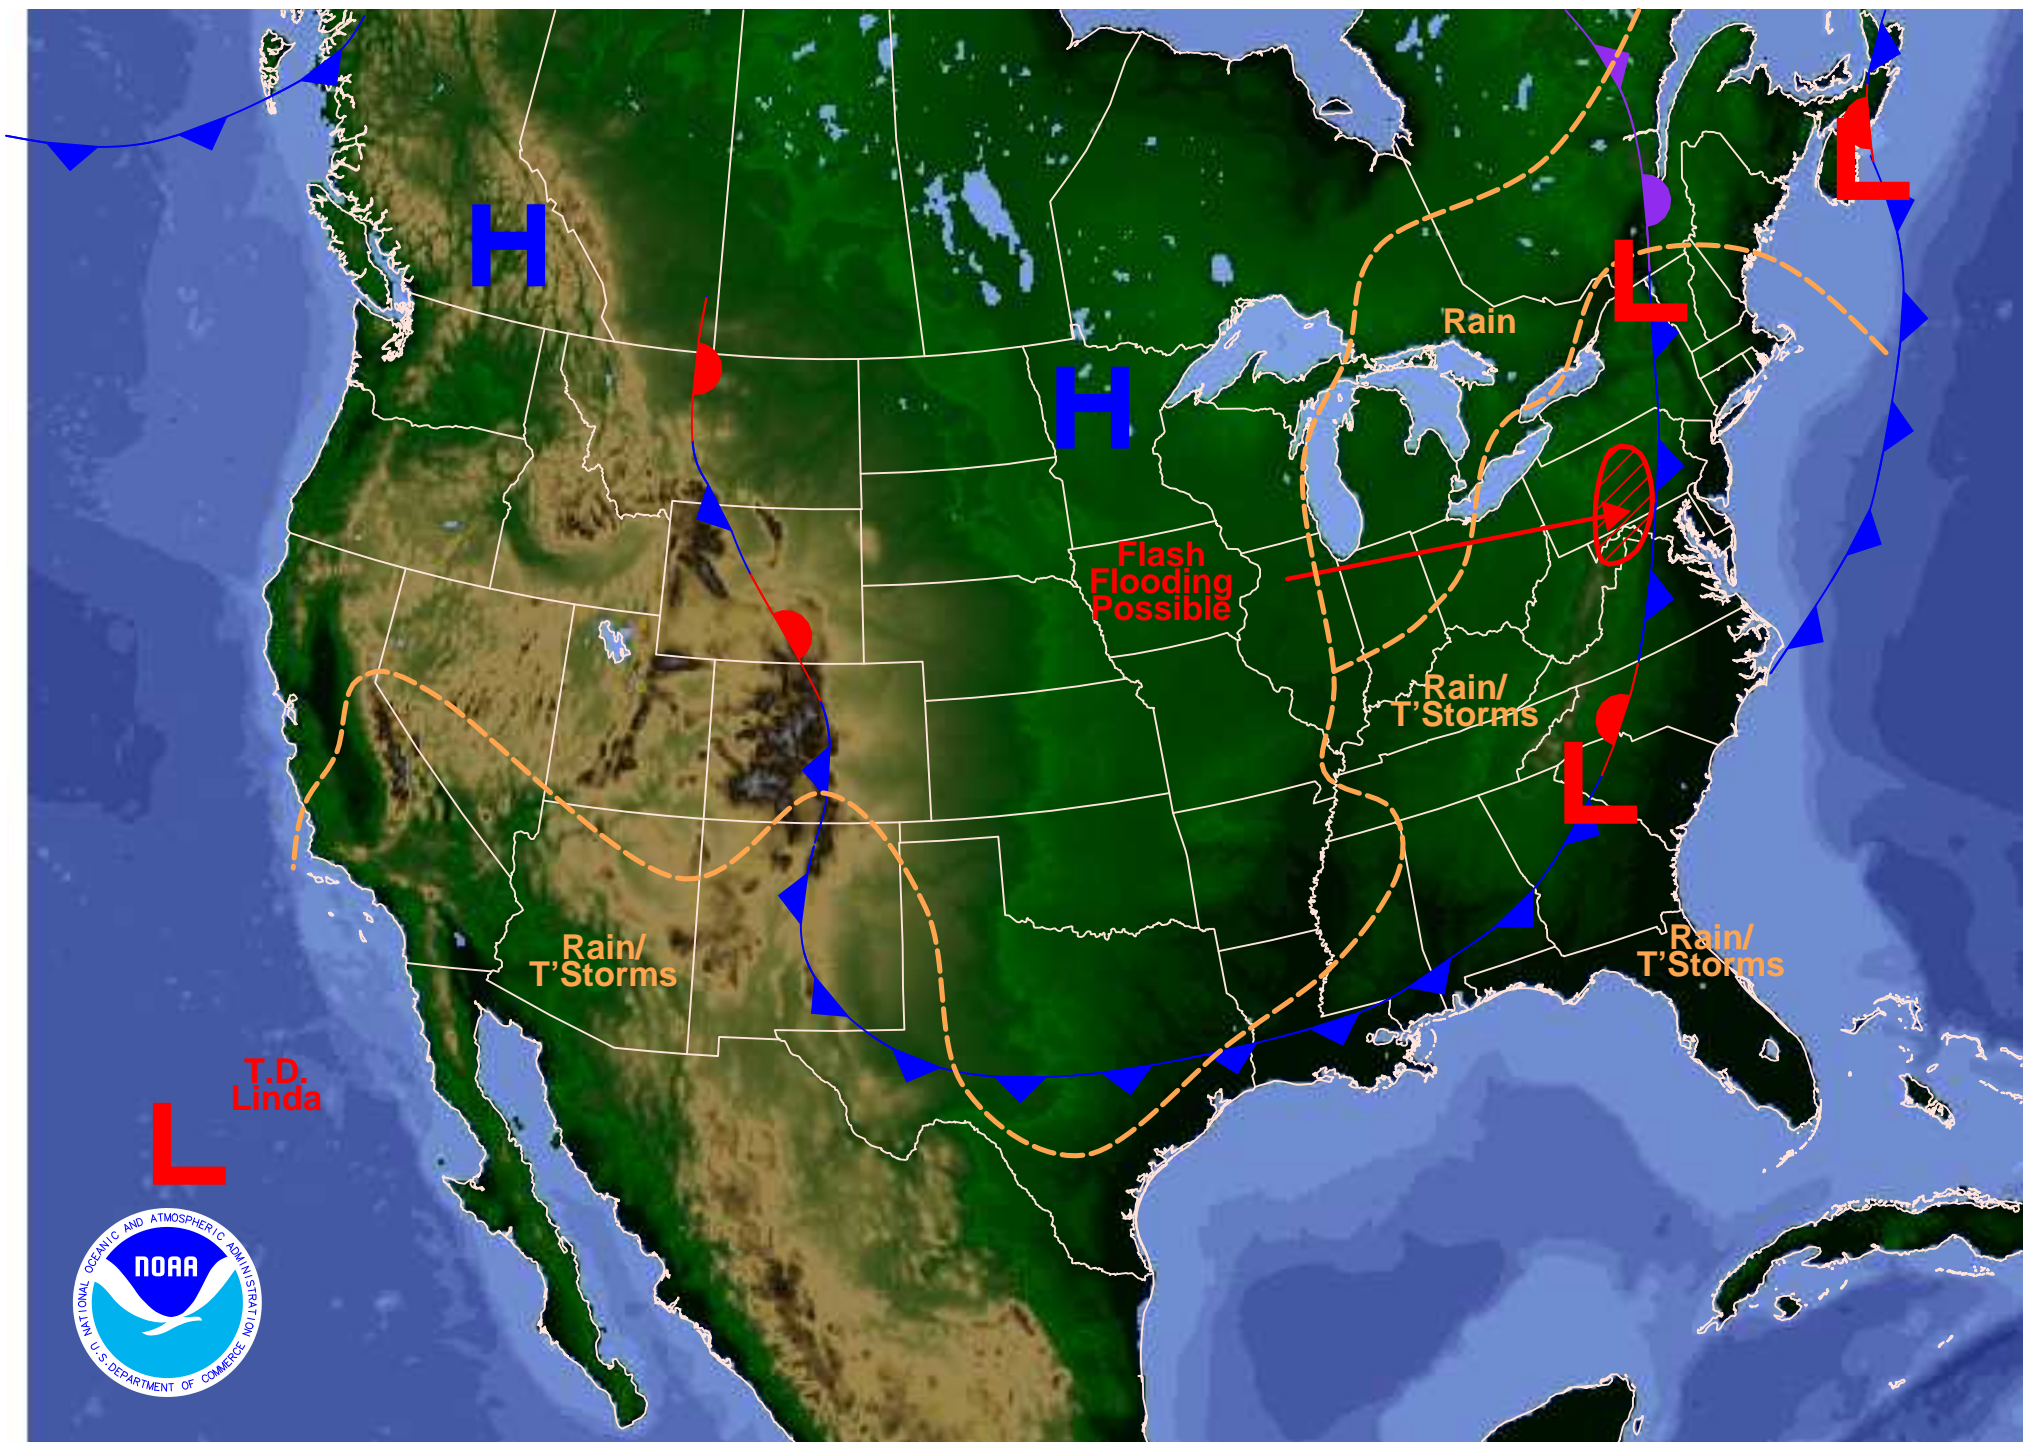 H
L
L
Rain
H
Flash
Flooding
Possible
Rain/
T'Storms
L
Rain/
T'Storms
Rain/
T'Storms
T.D.
Linda
L
NATIONAL OCEANIC AND ATMOSPHERIC ADMINISTRATION
NOAA
U.S. DEPARTMENT OF COMMERCE